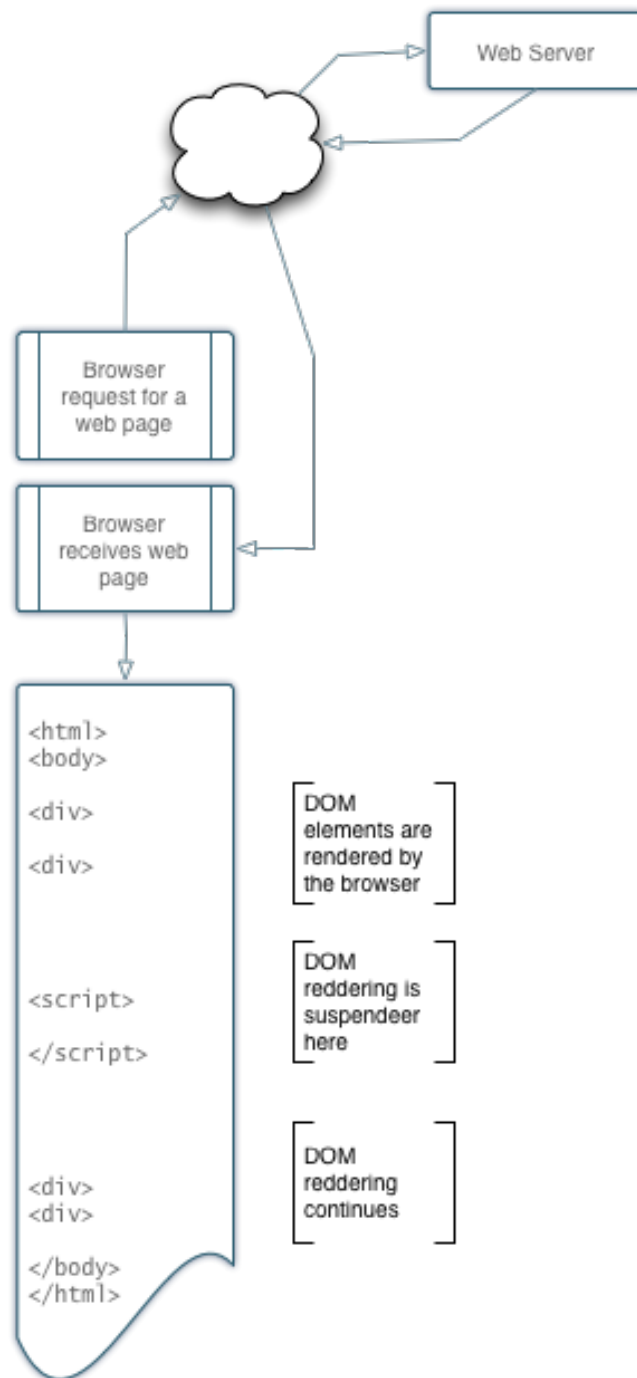 Web Server
Browser
request for a
web page
Browser
receives web
page
<html>
<body>
<div>
<div>
<script>
</script>
<div>
<div>
</body>
</html>
DOM
elements are
rendered by
the browser
DOM
reddering is
suspendeer
here
DOM
reddering
continues